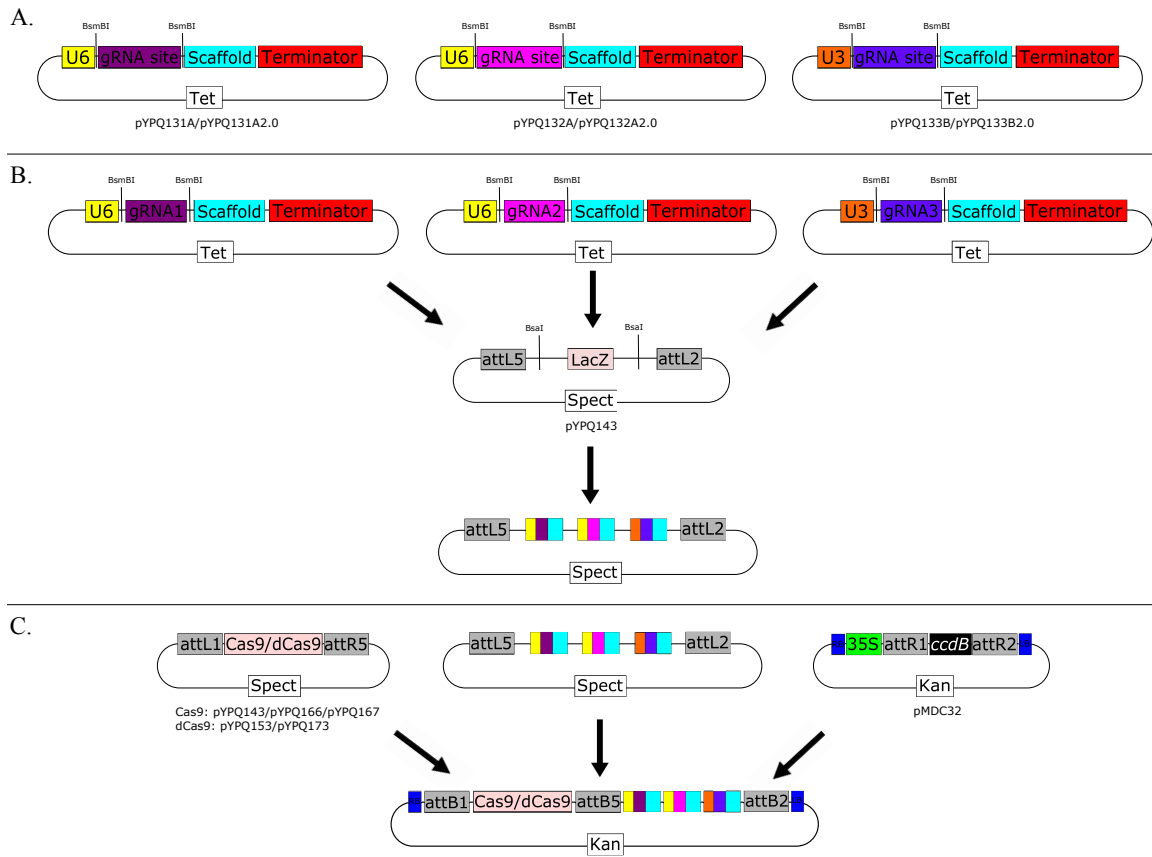 A.
BsmBI BsmBI BsmBI BsmBI BsmBI BsmBI
U6 gRNA site Scaffold Terminator U6 gRNA site Scaffold Terminator U3 gRNA site Scaffold Terminator
Tet Tet Tet
pYPQ131A/pYPQ131A2.0 pYPQ132A/pYPQ132A2.0 pYPQ133B/pYPQ133B2.0
B.
BsmBI BsmBI BsmBI BsmBI BsmBI BsmBI
U6 gRNA1 Scaffold Terminator U6 gRNA2 Scaffold Terminator U3 gRNA3 Scaffold Terminator
Tet Tet Tet
BsaI BsaI
attL5 LacZ attL2
Spect
pYPQ143
attL5 attL2
Spect
C.
attL1 Cas9/dCas9 attR5 attL5 attL2 35S attR1 ccdB attR2
Spect Spect Kan
Cas9: pYPQ143/pYPQ166/pYPQ167 pMDC32
dCas9: pYPQ153/pYPQ173
attB1 Cas9/dCas9 attB5 attB2
Kan